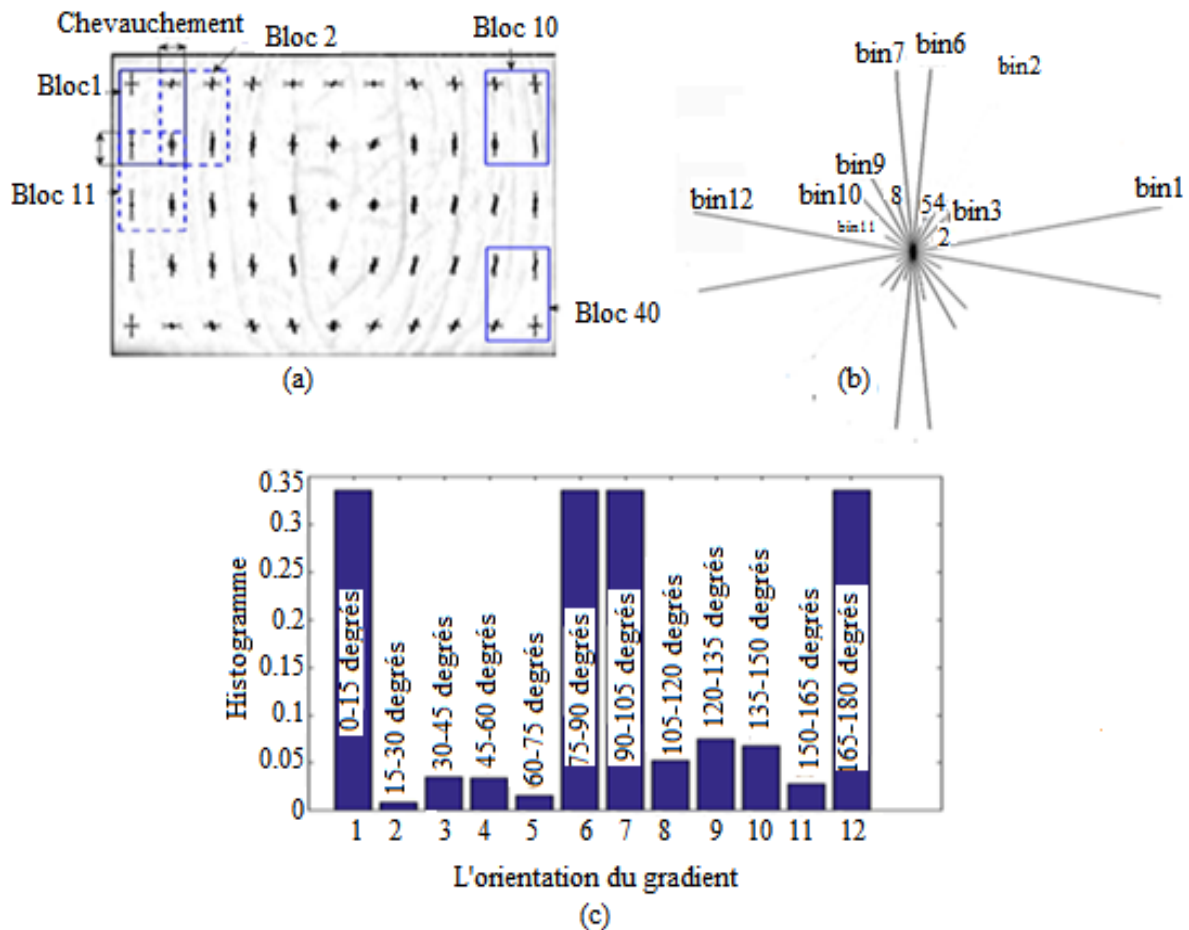 Chevauchement
Bloc 2
Bloc 10
Bloc1
Bloc 11
Bloc 40
(a)
bin7
bin6
bin2
bin9
8
54
bin10
bin3
bin12
bin1
bin11
2
(b)
Histogramme
0.35
0.3
0.25
0.2
0.15
0.1
0.05
0
0-15 degrés
15-30 degrés
30-45 degrés
45-60 degrés
60-75 degrés
75-90 degrés
90-105 degrés
105-120 degrés
120-135 degrés
135-150 degrés
150-165 degrés
165-180 degrés
1 2 3 4 5 6 7 8 9 10 11 12
L'orientation du gradient
(c)